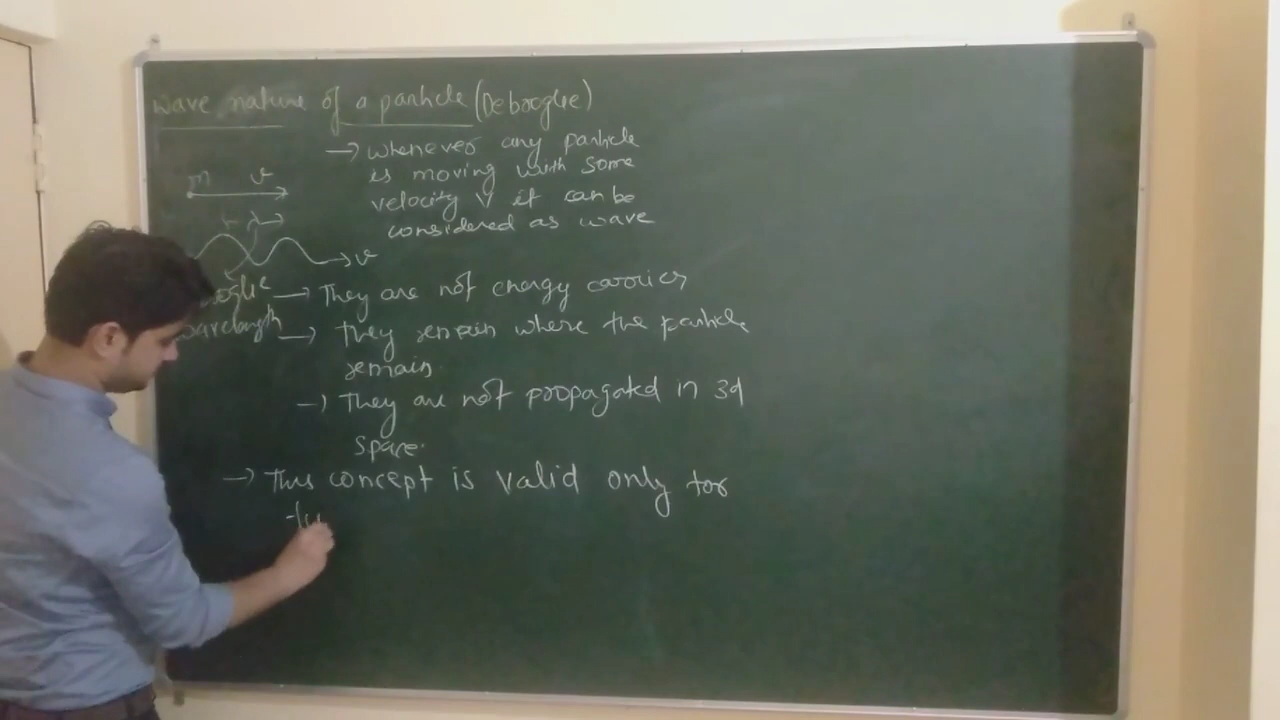 Wave nature of a particle (Deborglie)
→ whenever any particle
is moving with some
velocity V it can be
considered as wave
m v
λ →
v
→ They are not energy carrier
wavelength → they remain where the particle
remain
→ They are not propagated in 3d
space.
→ This concept is valid only for